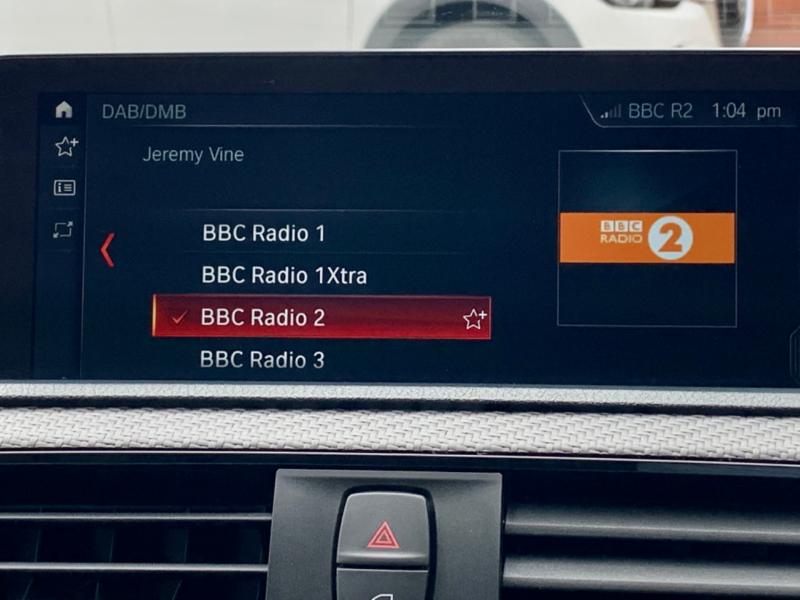 DAB/DMB
BBC R2 1:04 pm
Jeremy Vine
BBC Radio 1
BBC Radio 1Xtra
BBC Radio 2
BBC Radio 3
BBC
RADIO 2